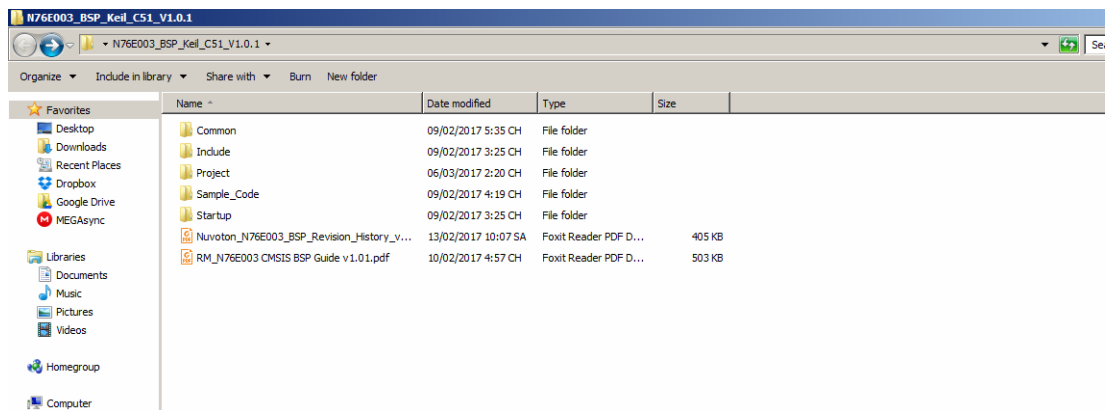 N76E003_BSP_Keil_C51_V1.0.1
N76E003_BSP_Keil_C51_V1.0.1
Organize Include in library Share with Burn New folder
Favorites
Desktop
Downloads
Recent Places
Dropbox
Google Drive
MEGAsync
Libraries
Documents
Music
Pictures
Videos
Homegroup
Computer
Name Date modified Type Size
Common 09/02/2017 5:35 CH File folder
Include 09/02/2017 3:25 CH File folder
Project 06/03/2017 2:20 CH File folder
Sample_Code 09/02/2017 4:19 CH File folder
Startup 09/02/2017 3:25 CH File folder
Nuvoton_N76E003_BSP_Revision_History_v... 13/02/2017 10:07 SA Foxit Reader PDF D... 405 KB
RM_N76E003 CMSIS BSP Guide v1.01.pdf 10/02/2017 4:57 CH Foxit Reader PDF D... 503 KB